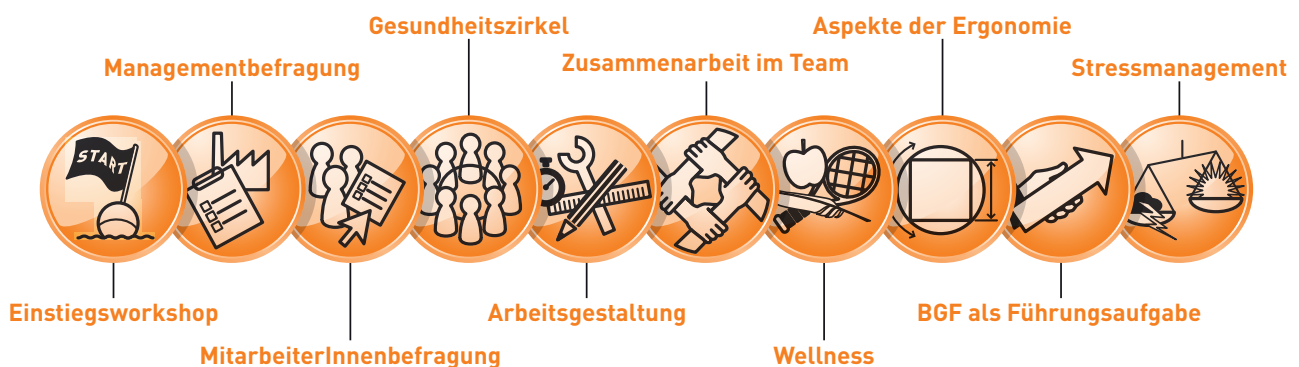 Gesundheitszirkel
Aspekte der Ergonomie
Managementbefragung
Zusammenarbeit im Team
Stressmanagement
START
Einstiegsworkshop
Arbeitsgestaltung
BGF als Führungsaufgabe
MitarbeiterInnenbefragung
Wellness